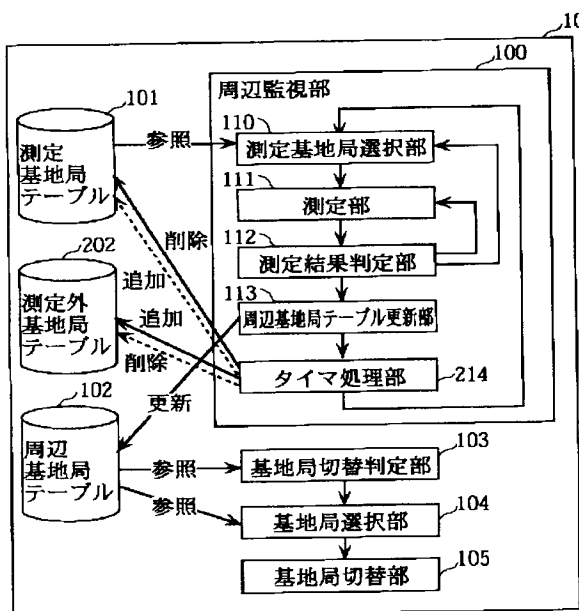 100
周辺監視部
101
測定
基地局
テーブル
参照
110
測定基地局選択部
111
測定部
112
測定結果判定部
113
周辺基地局テーブル更新部
タイマ処理部
214
削除
追加
202
測定外
基地局
テーブル
追加
削除
更新
102
周辺
基地局
テーブル
参照
参照
103
基地局切替判定部
104
基地局選択部
105
基地局切替部